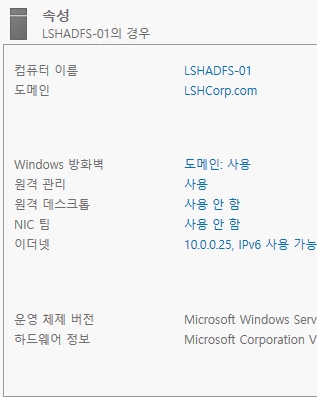 속성
LSHADFS-01의 경우
컴퓨터 이름 LSHADFS-01
도메인 LSHCorp.com
Windows 방화벽 도메인: 사용
원격 관리 사용
원격 데스크톱 사용 안 함
NIC 팀 사용 안 함
이더넷 10.0.0.25, IPv6 사용 가능
운영 체제 버전 Microsoft Windows Serv
하드웨어 정보 Microsoft Corporation V